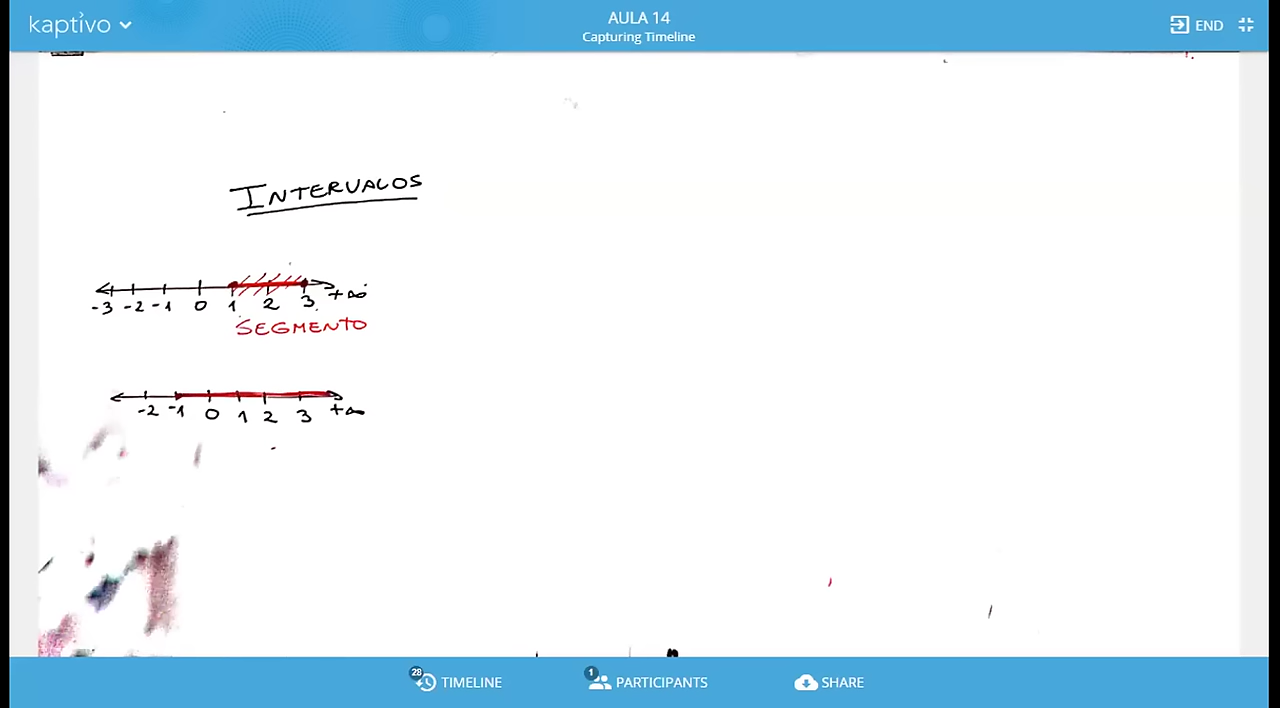 kaptivo
AULA 14
Capturing Timeline
END
INTERVALOS
-3 -2 -1 0 1 2 3 +∞
SEGMENTO
-2 -1 0 1 2 3 +∞
28 TIMELINE
1 PARTICIPANTS
SHARE